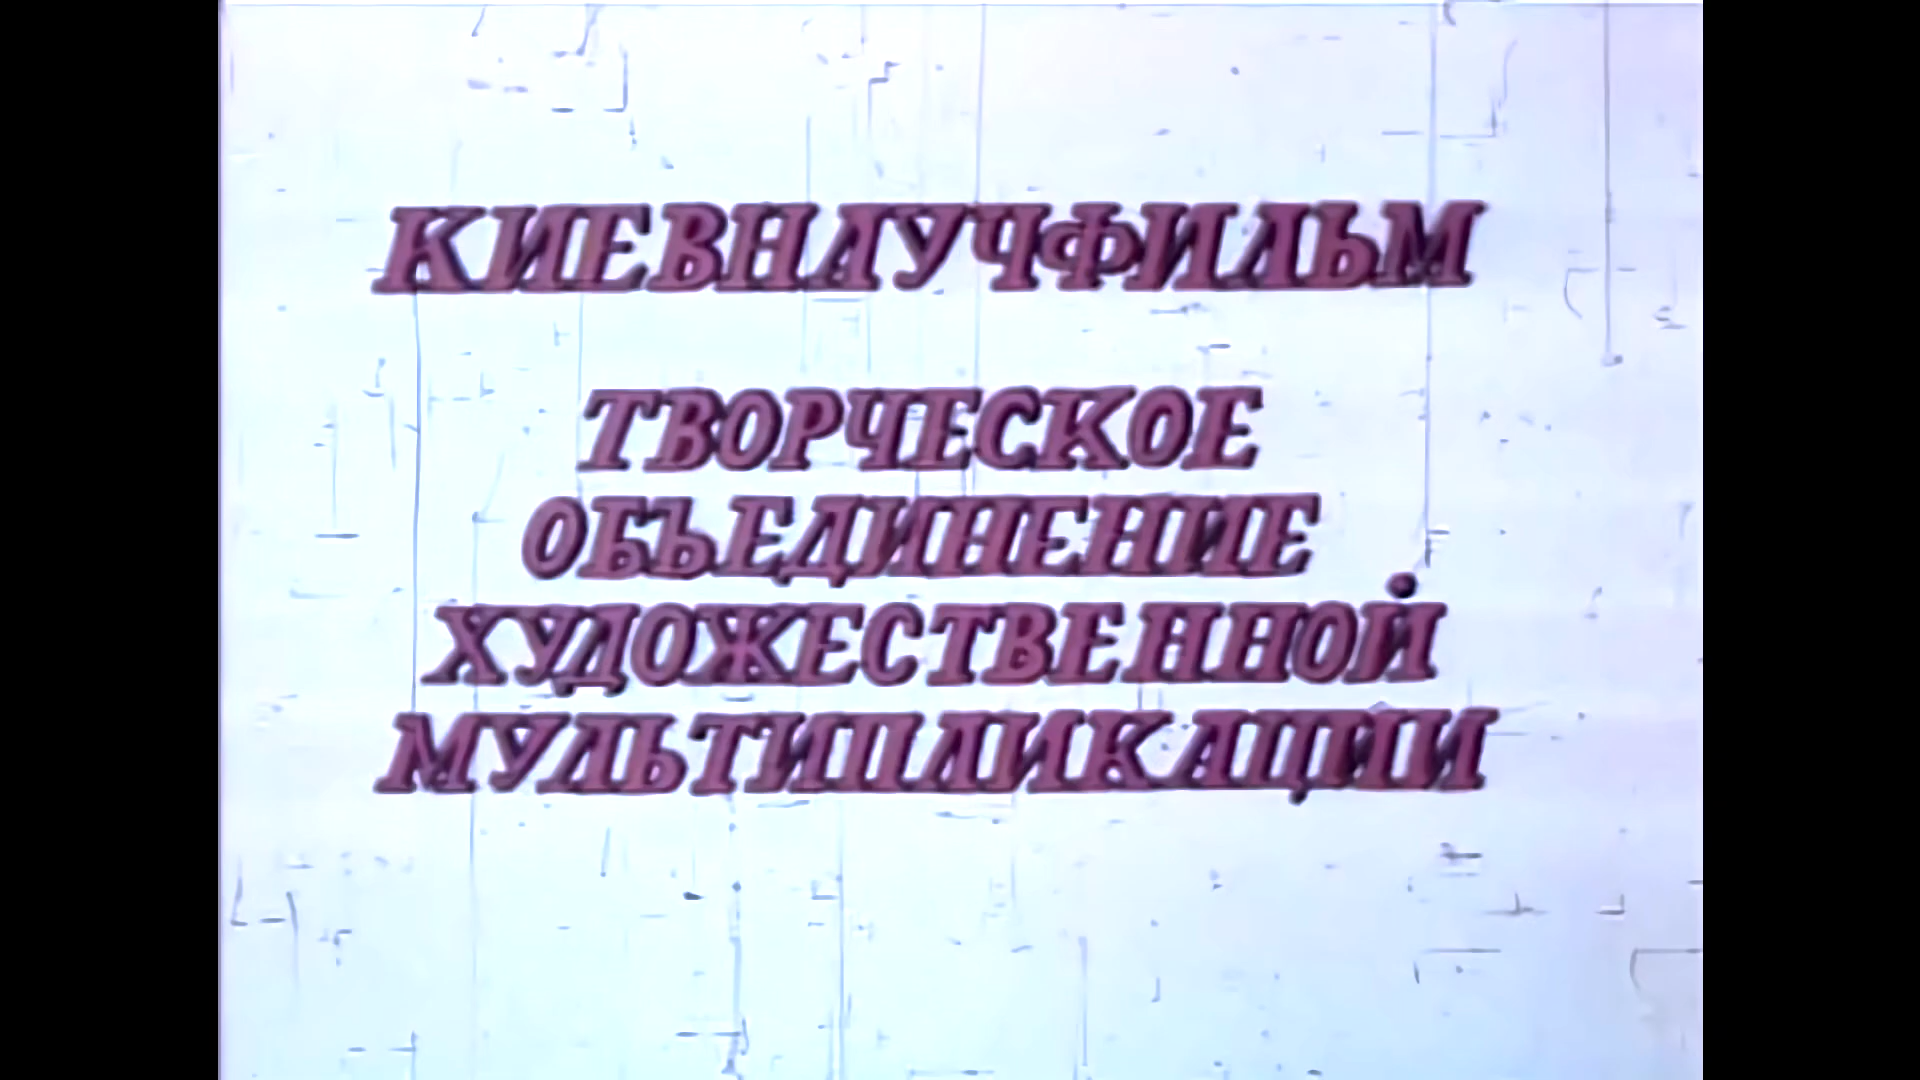 КИЕВНАУЧФИЛЬМ
ТВОРЧЕСКОЕ
ОБЪЕДИНЕНИЕ
ХУДОЖЕСТВЕННОЙ
МУЛЬТИПЛИКАЦИИ